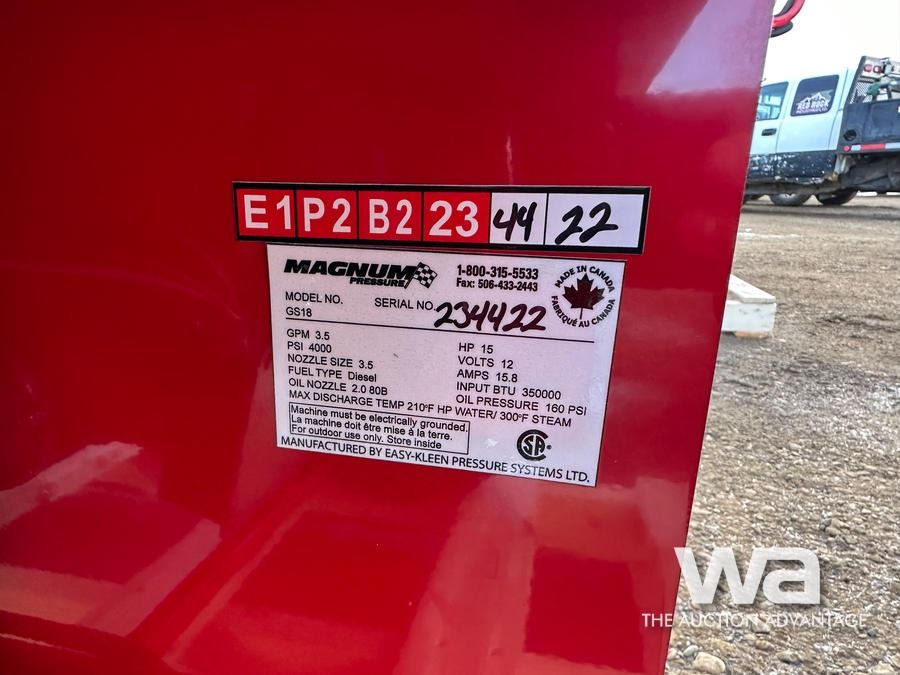 E1 P2 B2 23 44 22
MAGNUM
PRESSURE
1-800-315-5533
Fax: 506-433-2443
MADE IN CANADA
FABRIQUÉ AU CANADA
MODEL NO.
GS18
SERIAL NO. 234422
GPM 3.5
PSI 4000
NOZZLE SIZE 3.5
FUEL TYPE Diesel
OIL NOZZLE 2.0 80B
HP 15
VOLTS 12
AMPS 15.8
INPUT BTU 350000
OIL PRESSURE 160 PSI
MAX DISCHARGE TEMP 210°F HP WATER/ 300°F STEAM
Machine must be electrically grounded.
La machine doit être mise à la terre.
For outdoor use only. Store inside
SA
MANUFACTURED BY EASY-KLEEN PRESSURE SYSTEMS LTD.
RED ROCK
wa
THE AUCTION ADVANTAGE